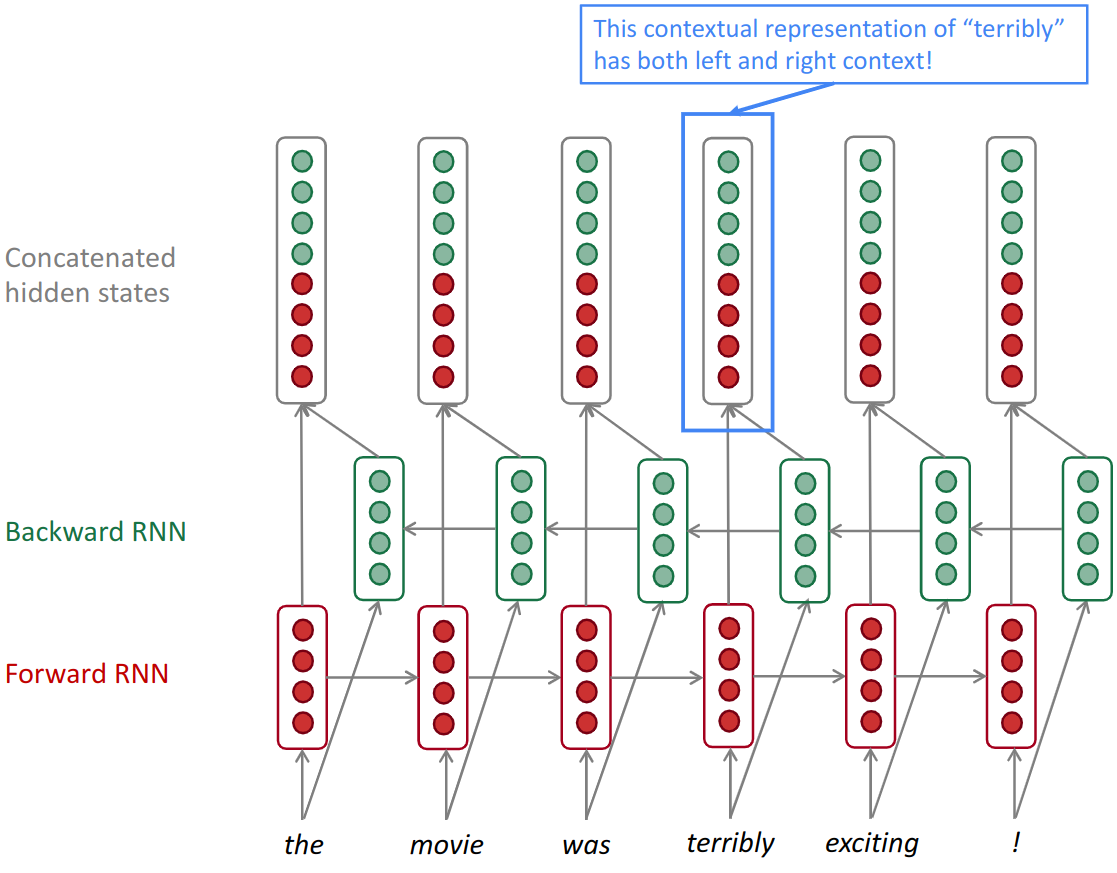 This contextual representation of “terribly”
has both left and right context!
Concatenated
hidden states
Backward RNN
Forward RNN
the movie was terribly exciting !